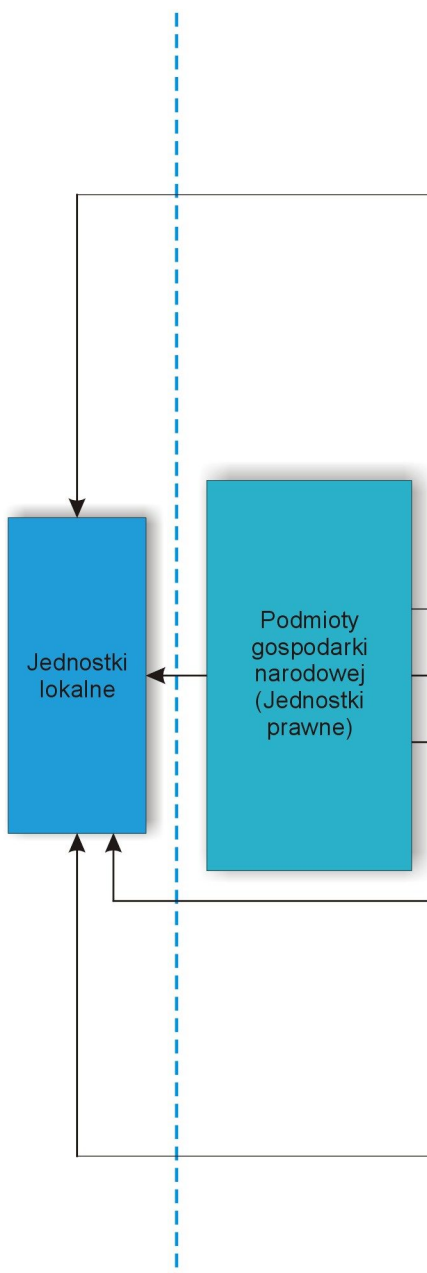 Jednostki
lokalne
Podmioty
gospodarki
narodowej
(Jednostki
prawne)